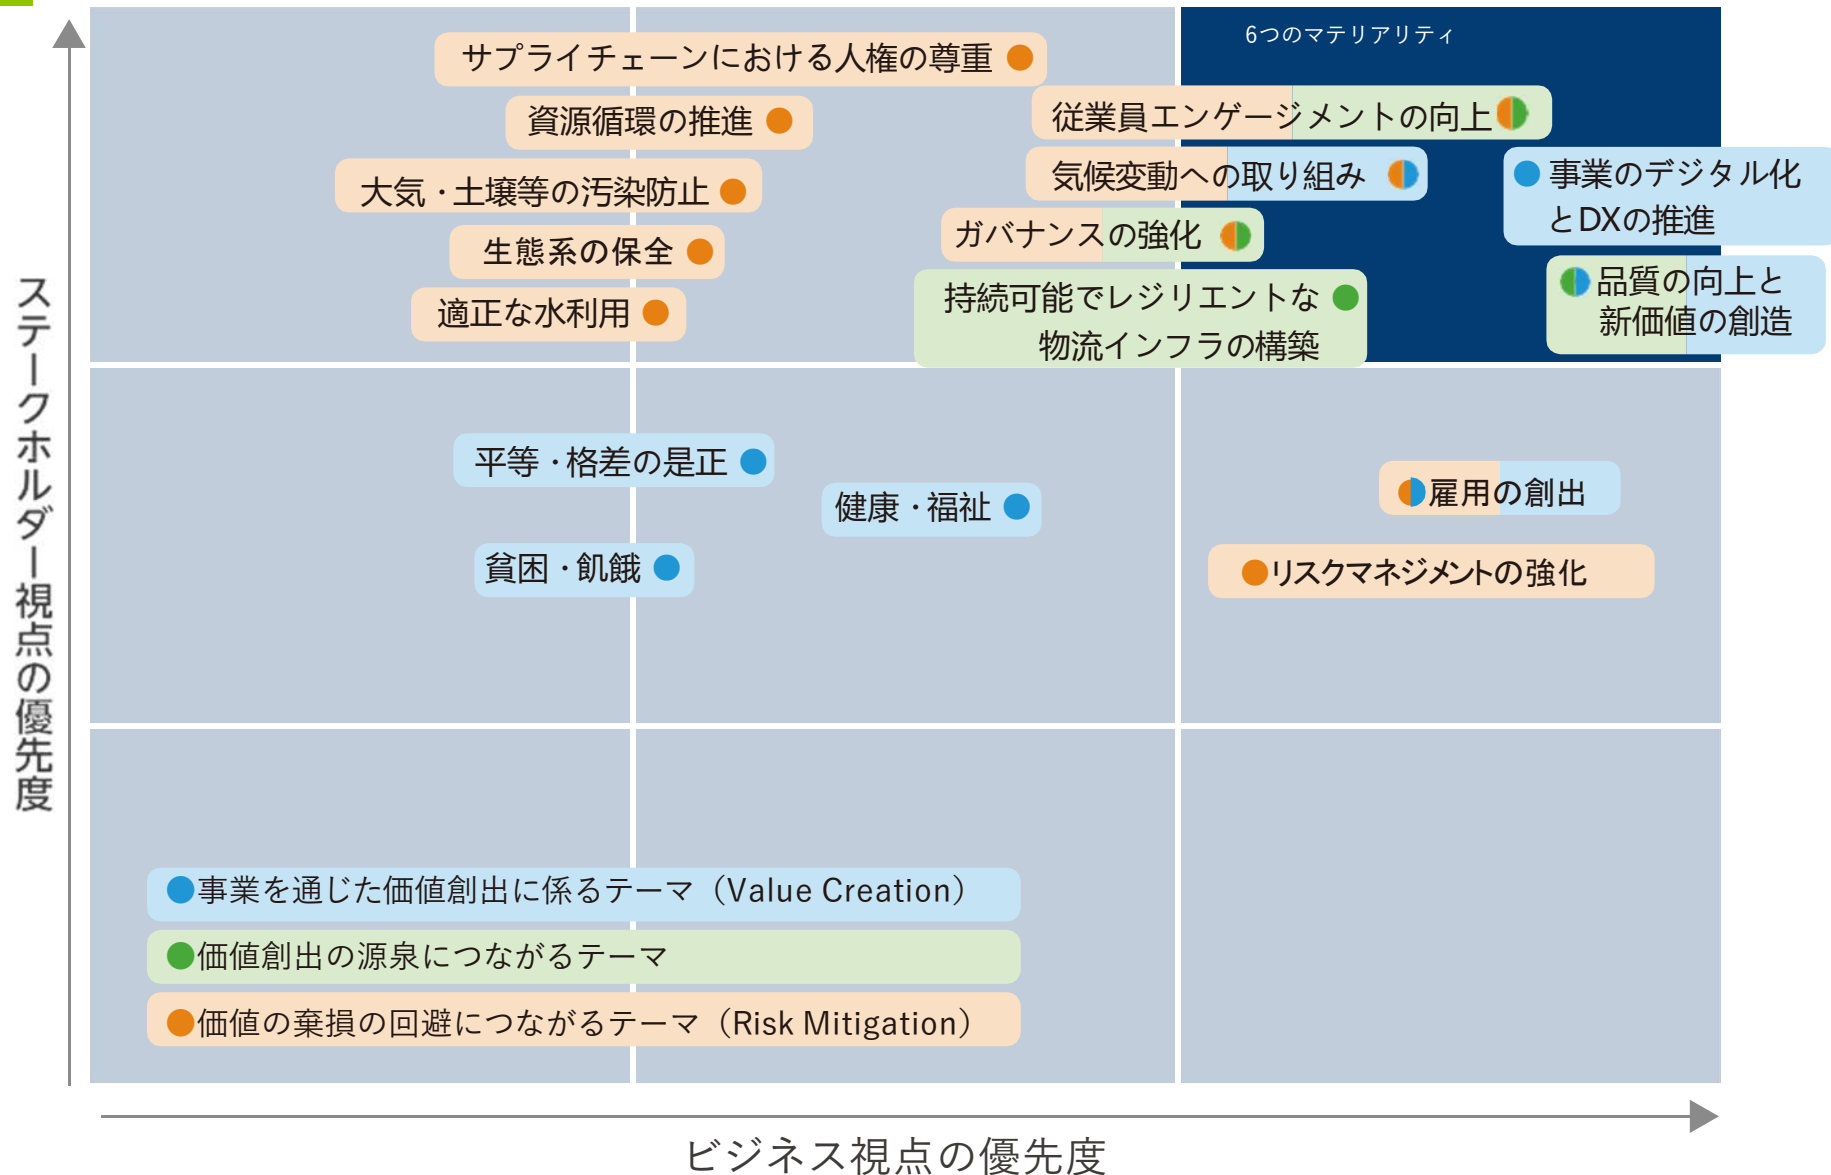 6つのマテリアリティ
サプライチェーンにおける人権の尊重
資源循環の推進
大気・土壌等の汚染防止
生態系の保全
適正な水利用
従業員エンゲージメントの向上
気候変動への取り組み
ガバナンスの強化
持続可能でレジリエントな
物流インフラの構築
事業のデジタル化
とDXの推進
品質の向上と
新価値の創造
平等・格差の是正
健康・福祉
貧困・飢餓
雇用の創出
リスクマネジメントの強化
事業を通じた価値創出に係るテーマ（Value Creation）
価値創出の源泉につながるテーマ
価値の棄損の回避につながるテーマ（Risk Mitigation）
ステークホルダー視点の優先度
ビジネス視点の優先度